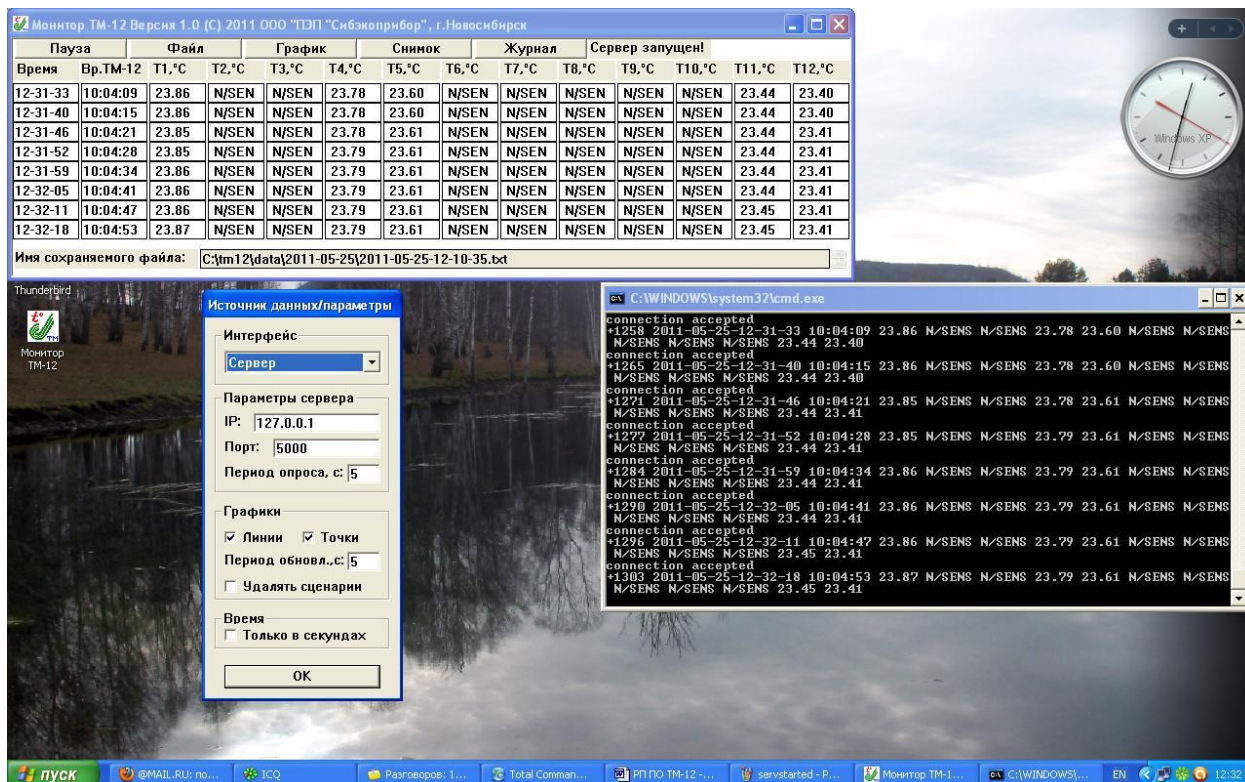 Монитор ТМ-12 Версия 1.0 (C) 2011 ООО "ПЭП "Сибэкоприбор", г.Новосибирск
Пауза Файл График Снимок Журнал Сервер запущен!
Время Вр.ТМ-12 T1,°C T2,°C T3,°C T4,°C T5,°C T6,°C T7,°C T8,°C T9,°C T10,°C T11,°C T12,°C
12-31-33 10:04:09 23.86 N/SEN N/SEN 23.78 23.60 N/SEN N/SEN N/SEN N/SEN N/SEN 23.44 23.40
12-31-40 10:04:15 23.86 N/SEN N/SEN 23.78 23.60 N/SEN N/SEN N/SEN N/SEN N/SEN 23.44 23.40
12-31-46 10:04:21 23.85 N/SEN N/SEN 23.78 23.61 N/SEN N/SEN N/SEN N/SEN N/SEN 23.44 23.41
12-31-52 10:04:28 23.85 N/SEN N/SEN 23.79 23.61 N/SEN N/SEN N/SEN N/SEN N/SEN 23.44 23.41
12-31-59 10:04:34 23.86 N/SEN N/SEN 23.79 23.61 N/SEN N/SEN N/SEN N/SEN N/SEN 23.44 23.41
12-32-05 10:04:41 23.86 N/SEN N/SEN 23.79 23.61 N/SEN N/SEN N/SEN N/SEN N/SEN 23.44 23.41
12-32-11 10:04:47 23.86 N/SEN N/SEN 23.79 23.61 N/SEN N/SEN N/SEN N/SEN N/SEN 23.45 23.41
12-32-18 10:04:53 23.87 N/SEN N/SEN 23.79 23.61 N/SEN N/SEN N/SEN N/SEN N/SEN 23.45 23.41
Имя сохраняемого файла: C:\tm12\data\2011-05-25\2011-05-25-12-10-35.txt
Windows XP
Thunderbird
t°
ТМ
Монитор
ТМ-12
Источник данных/параметры
Интерфейс
Сервер
Параметры сервера
IP: 127.0.0.1
Порт: 5000
Период опроса, с: 5
Графики
Линии Точки
Период обновл.,с: 5
Удалять сценарии
Время
Только в секундах
OK
C:\WINDOWS\system32\cmd.exe
connection accepted
+1258 2011-05-25-12-31-33 10:04:09 23.86 N/SENS N/SENS 23.78 23.60 N/SENS N/SENS
N/SENS N/SENS N/SENS 23.44 23.40
connection accepted
+1265 2011-05-25-12-31-40 10:04:15 23.86 N/SENS N/SENS 23.78 23.60 N/SENS N/SENS
N/SENS N/SENS N/SENS 23.44 23.40
connection accepted
+1271 2011-05-25-12-31-46 10:04:21 23.85 N/SENS N/SENS 23.78 23.61 N/SENS N/SENS
N/SENS N/SENS N/SENS 23.44 23.41
connection accepted
+1277 2011-05-25-12-31-52 10:04:28 23.85 N/SENS N/SENS 23.79 23.61 N/SENS N/SENS
N/SENS N/SENS N/SENS 23.44 23.41
connection accepted
+1284 2011-05-25-12-31-59 10:04:34 23.86 N/SENS N/SENS 23.79 23.61 N/SENS N/SENS
N/SENS N/SENS N/SENS 23.44 23.41
connection accepted
+1290 2011-05-25-12-32-05 10:04:41 23.86 N/SENS N/SENS 23.79 23.61 N/SENS N/SENS
N/SENS N/SENS N/SENS 23.44 23.41
connection accepted
+1296 2011-05-25-12-32-11 10:04:47 23.86 N/SENS N/SENS 23.79 23.61 N/SENS N/SENS
N/SENS N/SENS N/SENS 23.45 23.41
connection accepted
+1303 2011-05-25-12-32-18 10:04:53 23.87 N/SENS N/SENS 23.79 23.61 N/SENS N/SENS
N/SENS N/SENS N/SENS 23.45 23.41
пуск @MAIL.RU: по... ICQ Разговоров: 1... Total Comman... РП ПО ТМ-12 -... servstarted - P... Монитор ТМ-1... C:\WINDOWS\... EN 12:32